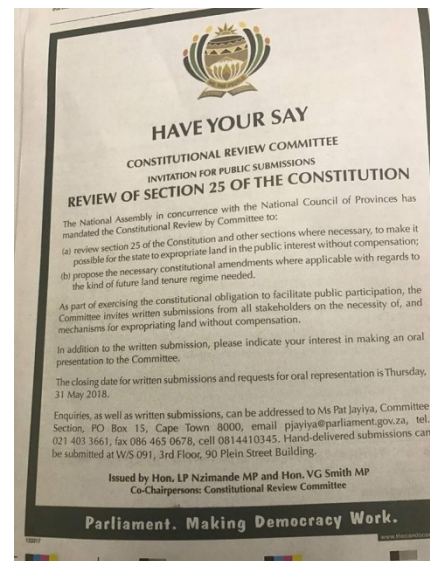 HAVE YOUR SAY
CONSTITUTIONAL REVIEW COMMITTEE
INVITATION FOR PUBLIC SUBMISSIONS
REVIEW OF SECTION 25 OF THE CONSTITUTION
The National Assembly in concurrence with the National Council of Provinces has
mandated the Constitutional Review by Committee to:
(a) review section 25 of the Constitution and other sections where necessary, to make it
possible for the state to expropriate land in the public interest without compensation;
(b) propose the necessary constitutional amendments where applicable with regards to
the kind of future land tenure regime needed.
As part of exercising the constitutional obligation to facilitate public participation, the
Committee invites written submissions from all stakeholders on the necessity of, and
mechanisms for expropriating land without compensation.
In addition to the written submission, please indicate your interest in making an oral
presentation to the Committee.
The closing date for written submissions and requests for oral representation is Thursday,
31 May 2018.
Enquiries, as well as written submissions, can be addressed to Ms Pat Jayiya, Committee
Section, PO BOX 15, Cape Town 8000, email pjayiya@parliament.gov.za, tel.
021 403 3661, fax 086 465 0678, cell 0814410345. Hand-delivered submissions can
be submitted at W/S 091, 3rd Floor, 90 Plein Street Building.
Issued by Hon. LP Nzimande MP and Hon. VG Smith MP
Co-Chairpersons: Constitutional Review Committee
Parliament. Making Democracy Work.